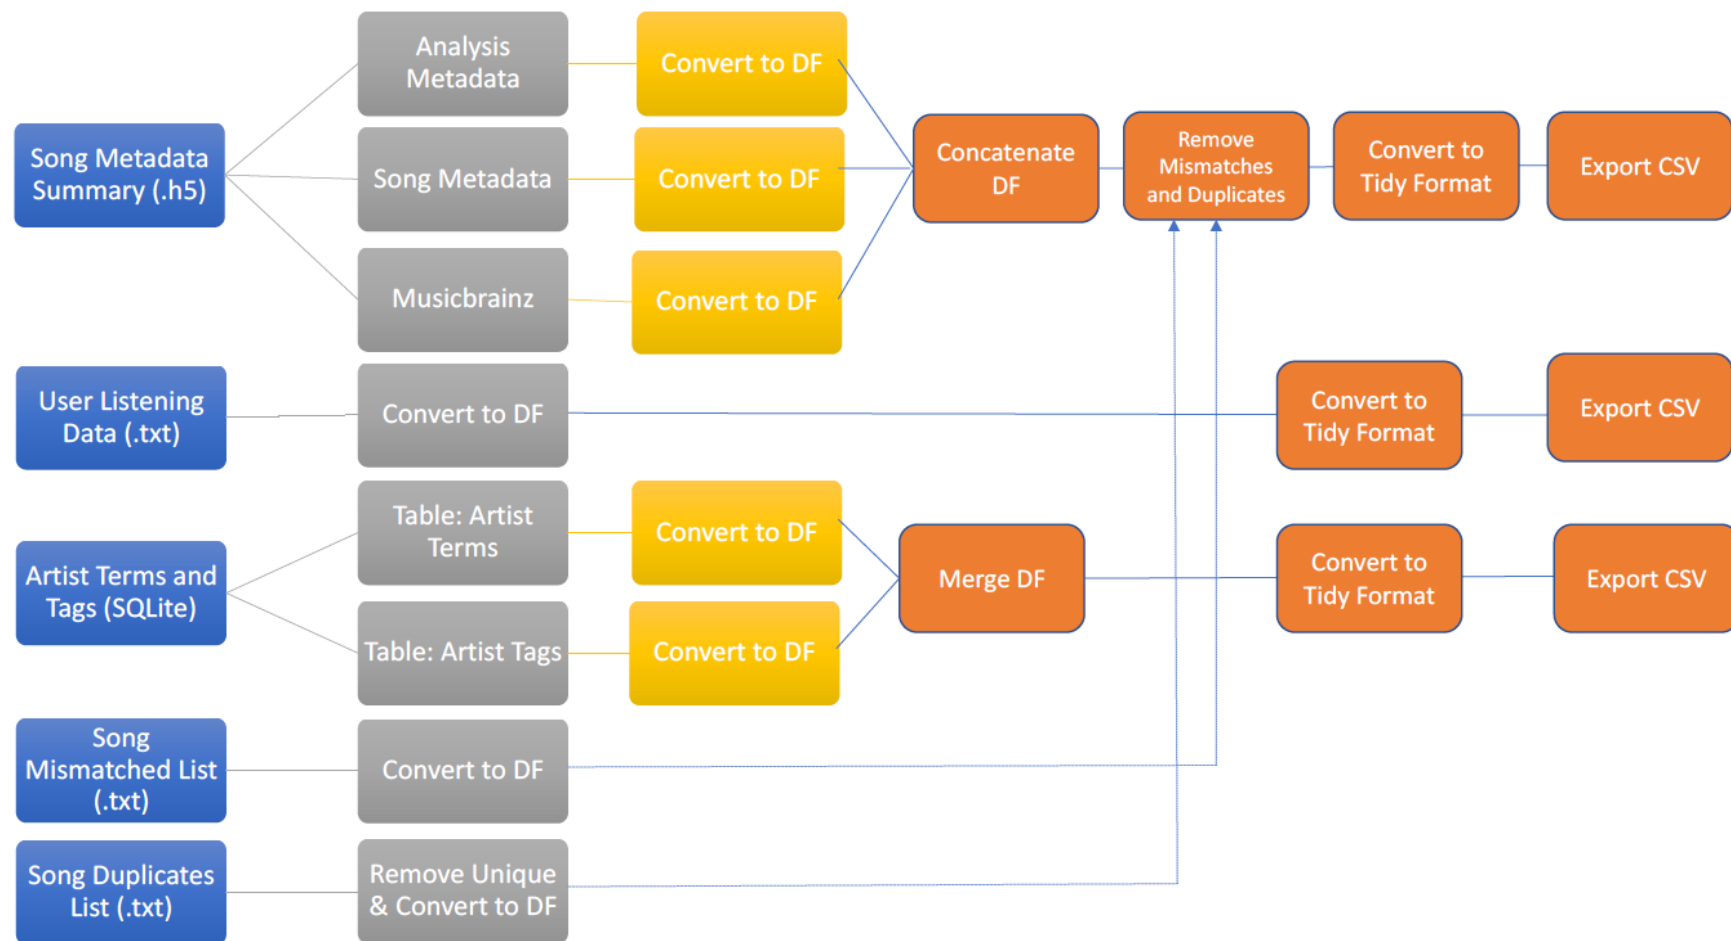 Song Metadata
Summary (.h5)
Analysis
Metadata
Convert to DF
Song Metadata
Convert to DF
Musicbrainz
Convert to DF
Concatenate
DF
Remove
Mismatches
and Duplicates
Convert to
Tidy Format
Export CSV
User Listening
Data (.txt)
Convert to DF
Convert to
Tidy Format
Export CSV
Artist Terms and
Tags (SQLite)
Table: Artist
Terms
Convert to DF
Table: Artist Tags
Convert to DF
Merge DF
Convert to
Tidy Format
Export CSV
Song
Mismatched List
(.txt)
Convert to DF
Song Duplicates
List (.txt)
Remove Unique
& Convert to DF